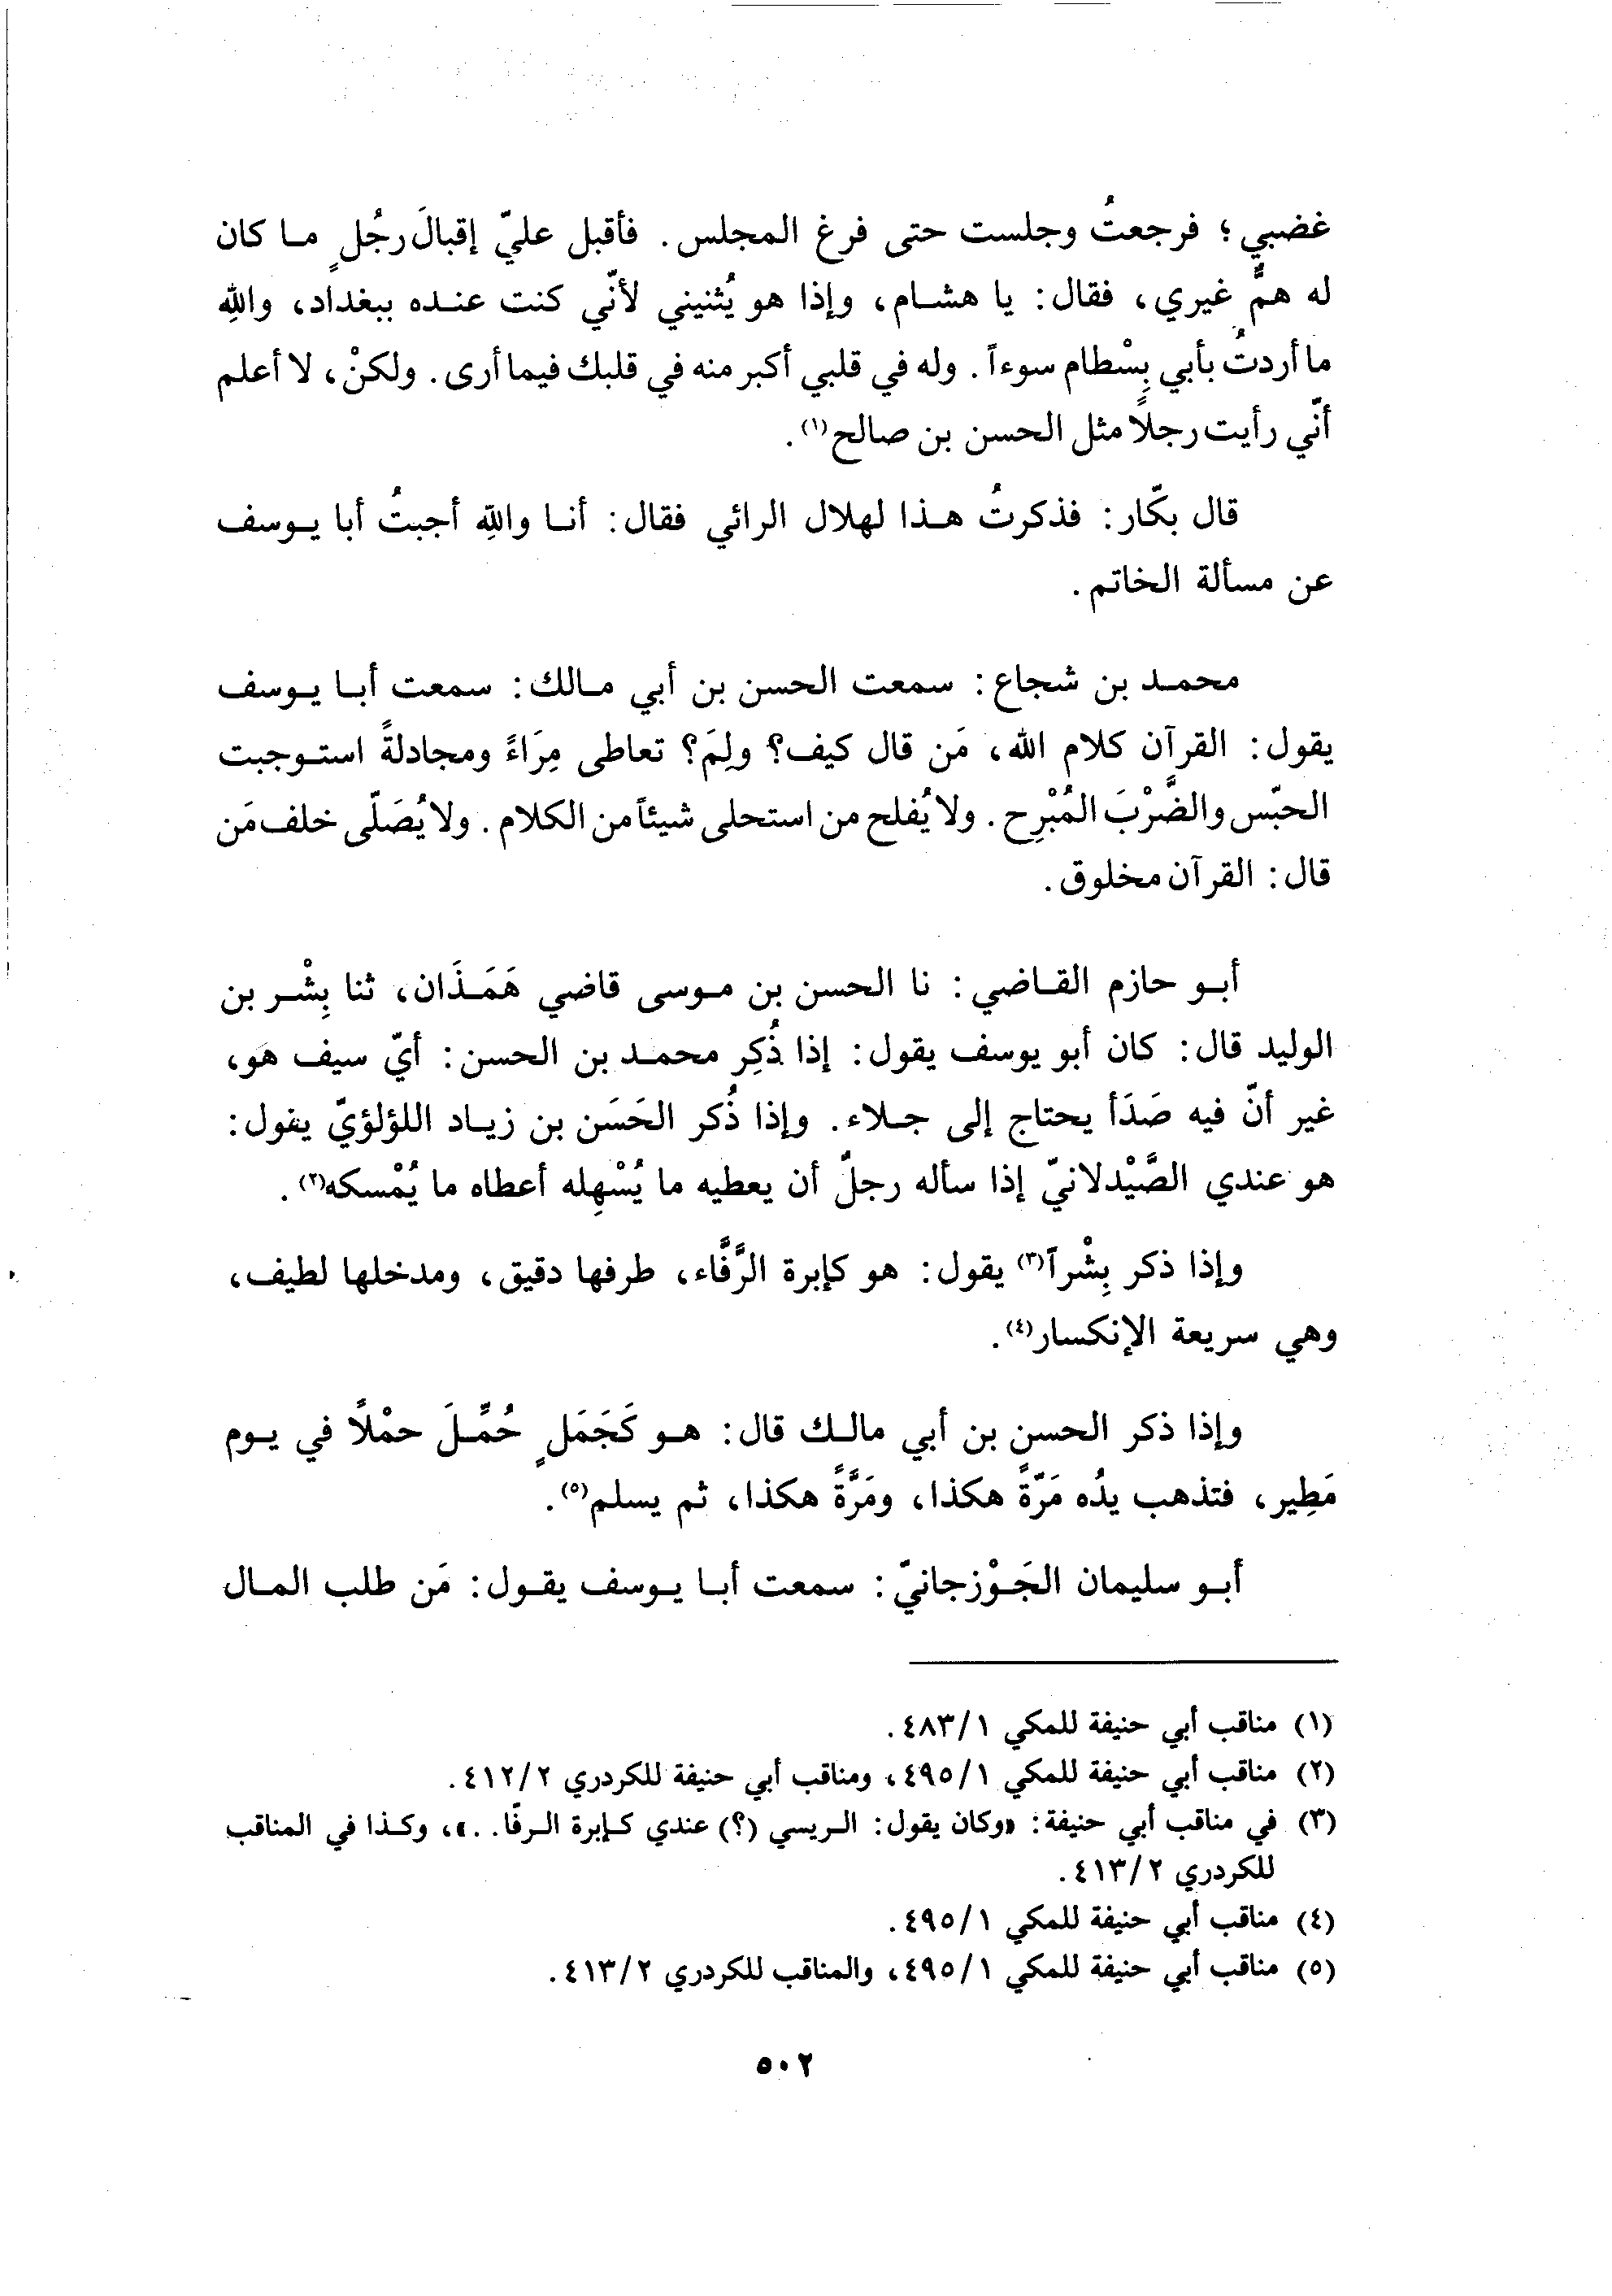 غضبي؛ فرجعتُ وجلست حتى فرغ المجلس. فأقبل عليّ إقبالَ رجُلٍ ما كان
له همٌّ غيري، فقال: يا هشام، وإذا هو يُثنيني لأنّي كنت عنده ببغداد، واللهِ
ما أردتُ بأبي بِسْطام سوءاً. وله في قلبي أكبر منه في قلبك فيما أرى. ولكنْ، لا أعلم
أنّي رأيت رجلاً مثل الحسن بن صالح(١).
قال بكّار: فذكرتُ هذا لهلال الرائي فقال: أنا واللهِ أجبتُ أبا يوسف
عن مسألة الخاتم.
محمد بن شجاع: سمعت الحسن بن أبي مالك: سمعت أبا يوسف
يقول: القرآن كلام الله، مَن قال كيف؟ ولِمَ؟ تعاطى مِرَاءً ومجادلةً استوجبت
الحبْس والضَّرْبَ المُبْرِح. ولا يُفلح من استحلى شيئاً من الكلام. ولا يُصَلّى خلف مَن
قال: القرآن مخلوق.
أبو حازم القاضي: نا الحسن بن موسى قاضي هَمَذَان، ثنا بِشْر بن
الوليد قال: كان أبو يوسف يقول: إذا ذُكِر محمد بن الحسن: أيّ سيف هو،
غير أنّ فيه صَدَأ يحتاج إلى جلاء. وإذا ذُكر الحَسَن بن زياد اللؤلؤيّ يقول:
هو عندي الصَّيْدلانيّ إذا سأله رجلٌ أن يعطيه ما يُسْهِله أعطاه ما يُمْسكه(٢).
وإذا ذكر بِشْراً(٣) يقول: هو كإبرة الرَّفَّاء، طرفها دقيق، ومدخلها لطيف،
وهي سريعة الإنكسار(٤).
وإذا ذكر الحسن بن أبي مالك قال: هو كَجَمَلٍ حُمِّلَ حمْلاً في يوم
مَطِير، فتذهب يدُه مَرّةً هكذا، ومَرَّةً هكذا، ثم يسلم(٥).
أبو سليمان الجَوْزجانيّ: سمعت أبا يوسف يقول: مَن طلب المال
(١) مناقب أبي حنيفة للمكي ٤٨٣/١.
(٢) مناقب أبي حنيفة للمكي ٤٩٥/١، ومناقب أبي حنيفة للكردري ٤١٢/٢.
(٣) في مناقب أبي حنيفة: «وكان يقول: الريسي (؟) عندي كإبرة الرفّا..»، وكذا في المناقب
للكردري ٤١٣/٢.
(٤) مناقب أبي حنيفة للمكي ٤٩٥/١.
(٥) مناقب أبي حنيفة للمكي ٤٩٥/١، والمناقب للكردري ٤١٣/٢.
٥٠٢